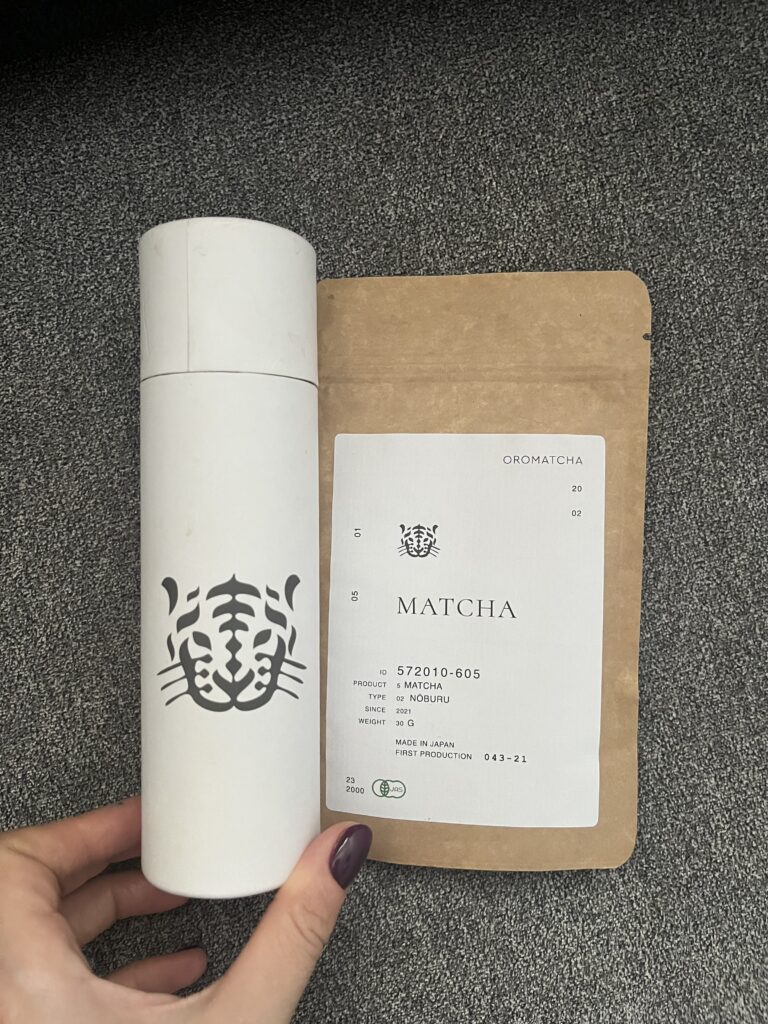 OROMATCHA
20
02
01
05
MATCHA
ID 572010-605
PRODUCT 5 MATCHA
TYPE 02 NŌBURU
SINCE 2021
WEIGHT 30 G
MADE IN JAPAN
FIRST PRODUCTION 043-21
23
2000
JAS